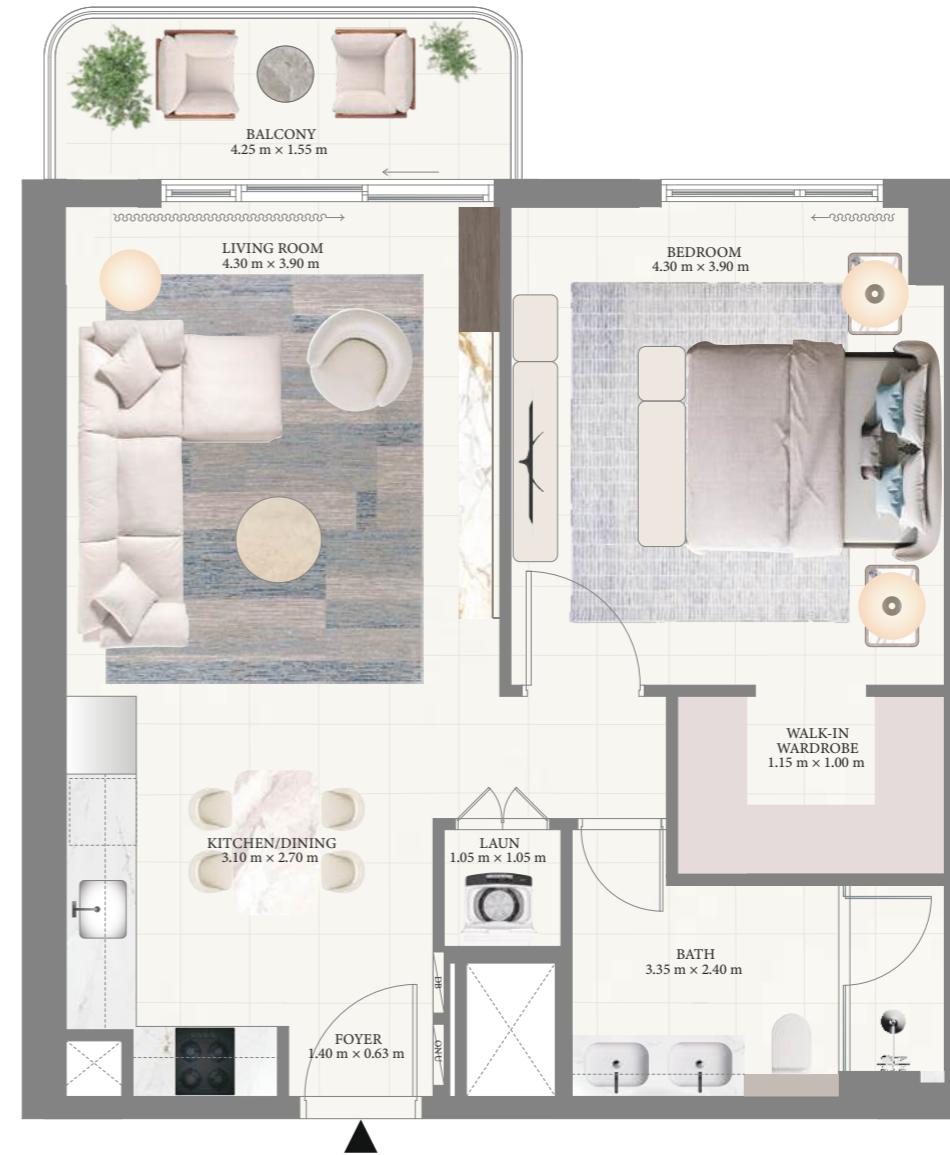 BALCONY
4.25 m × 1.55 m
LIVING ROOM
4.30 m × 3.90 m
BEDROOM
4.30 m × 3.90 m
WALK-IN
WARDROBE
1.15 m × 1.00 m
KITCHEN/DINING
3.10 m × 2.70 m
LAUN
1.05 m × 1.05 m
BATH
3.35 m × 2.40 m
DB
FOYER
1.40 m × 0.63 m
ONU